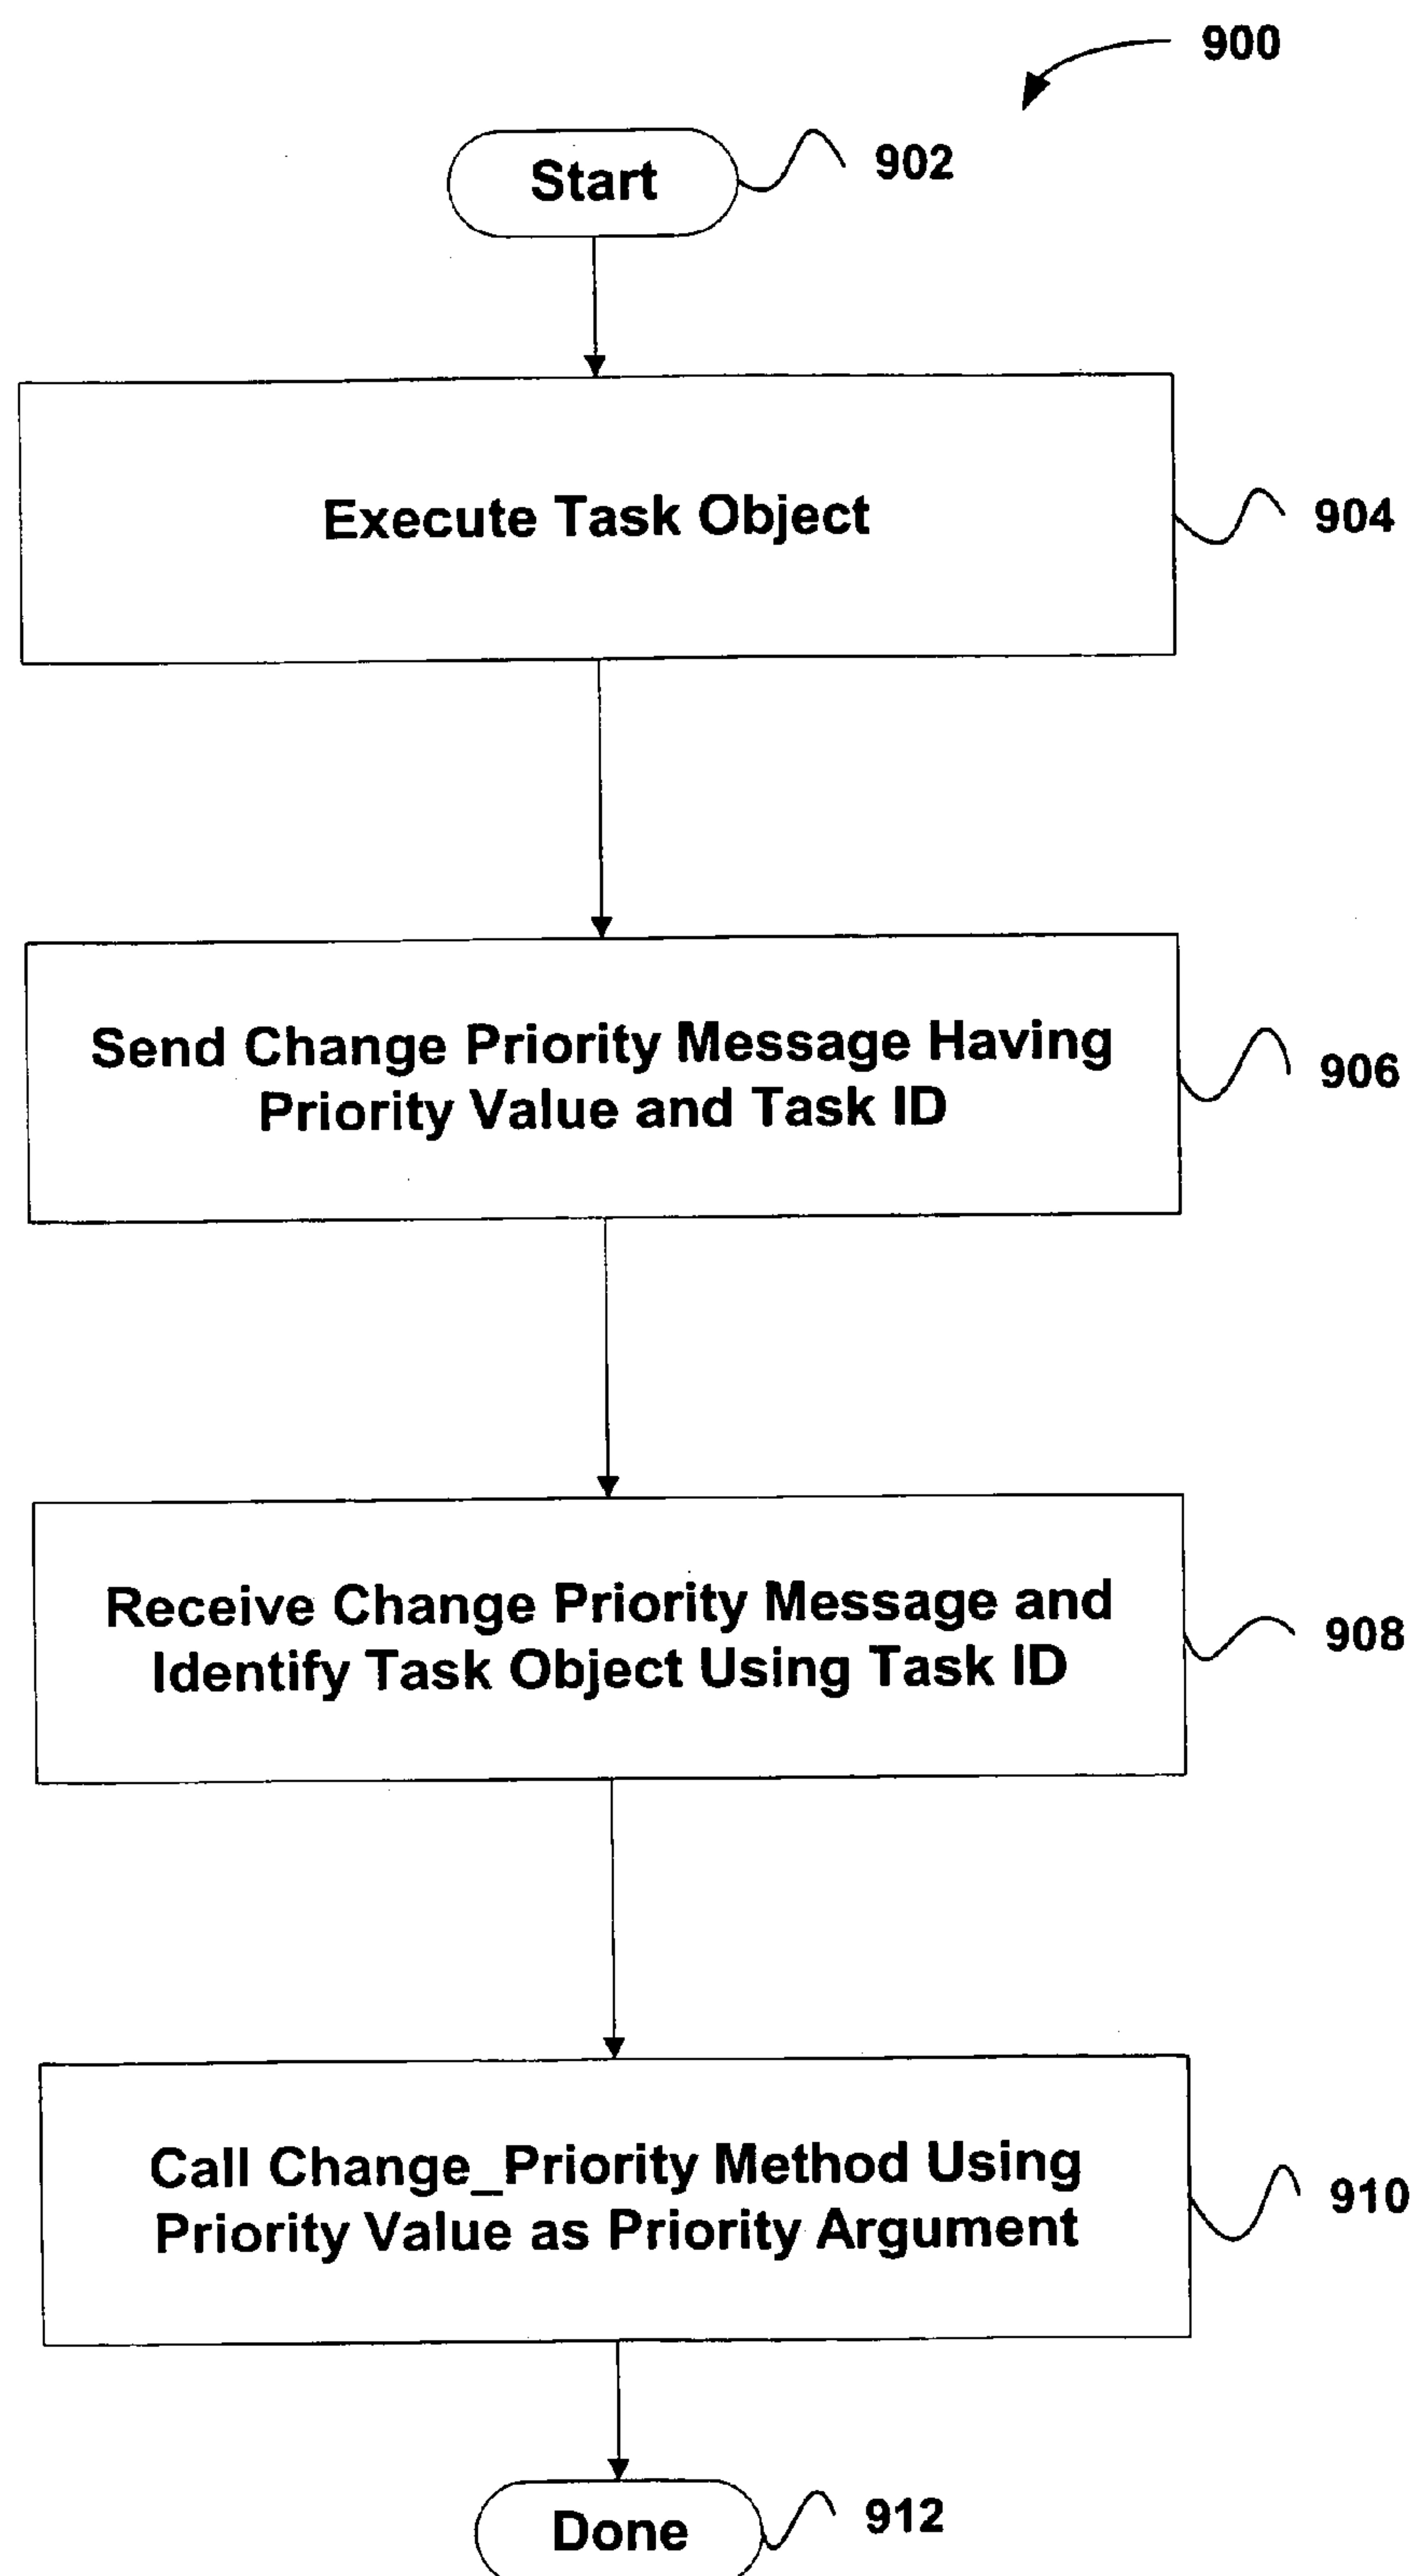 900
Start
902
Execute Task Object
904
Send Change Priority Message Having
Priority Value and Task ID
906
Receive Change Priority Message and
Identify Task Object Using Task ID
908
Call Change_Priority Method Using
Priority Value as Priority Argument
910
Done
912